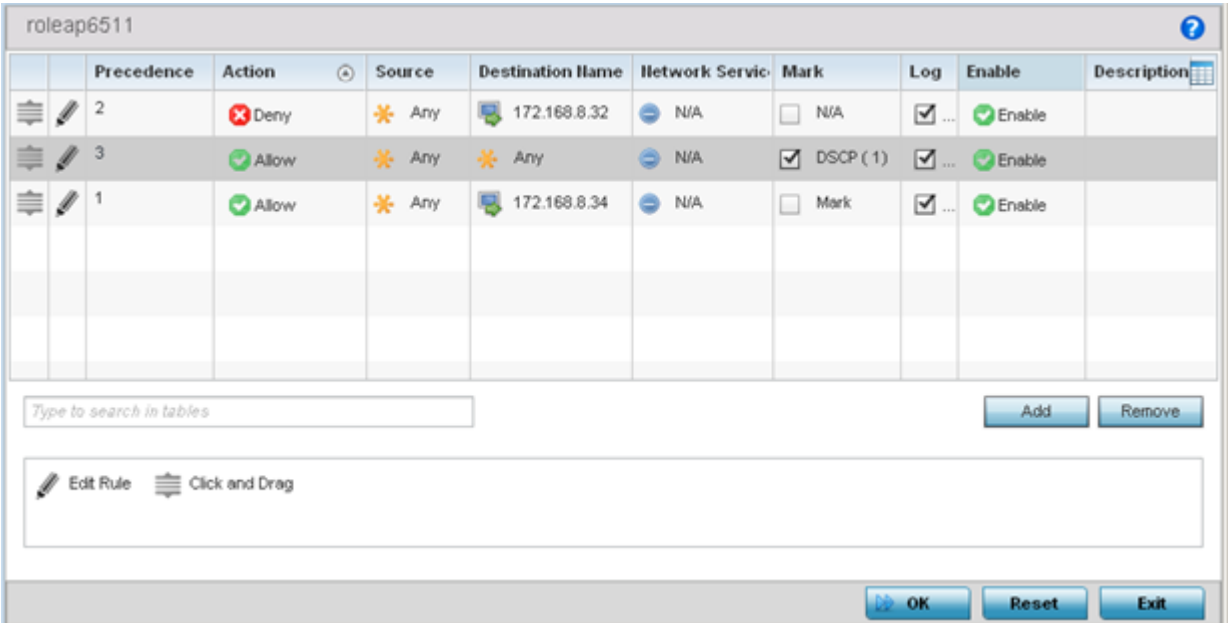 roleap6511
Precedence Action Source Destination Name Network Servic Mark Log Enable Description
2 Deny Any 172.168.8.32 N/A N/A ... Enable
3 Allow Any Any N/A DSCP ( 1 ) ... Enable
1 Allow Any 172.168.8.34 N/A Mark ... Enable
Type to search in tables
Add Remove
Edit Rule Click and Drag
OK Reset Exit